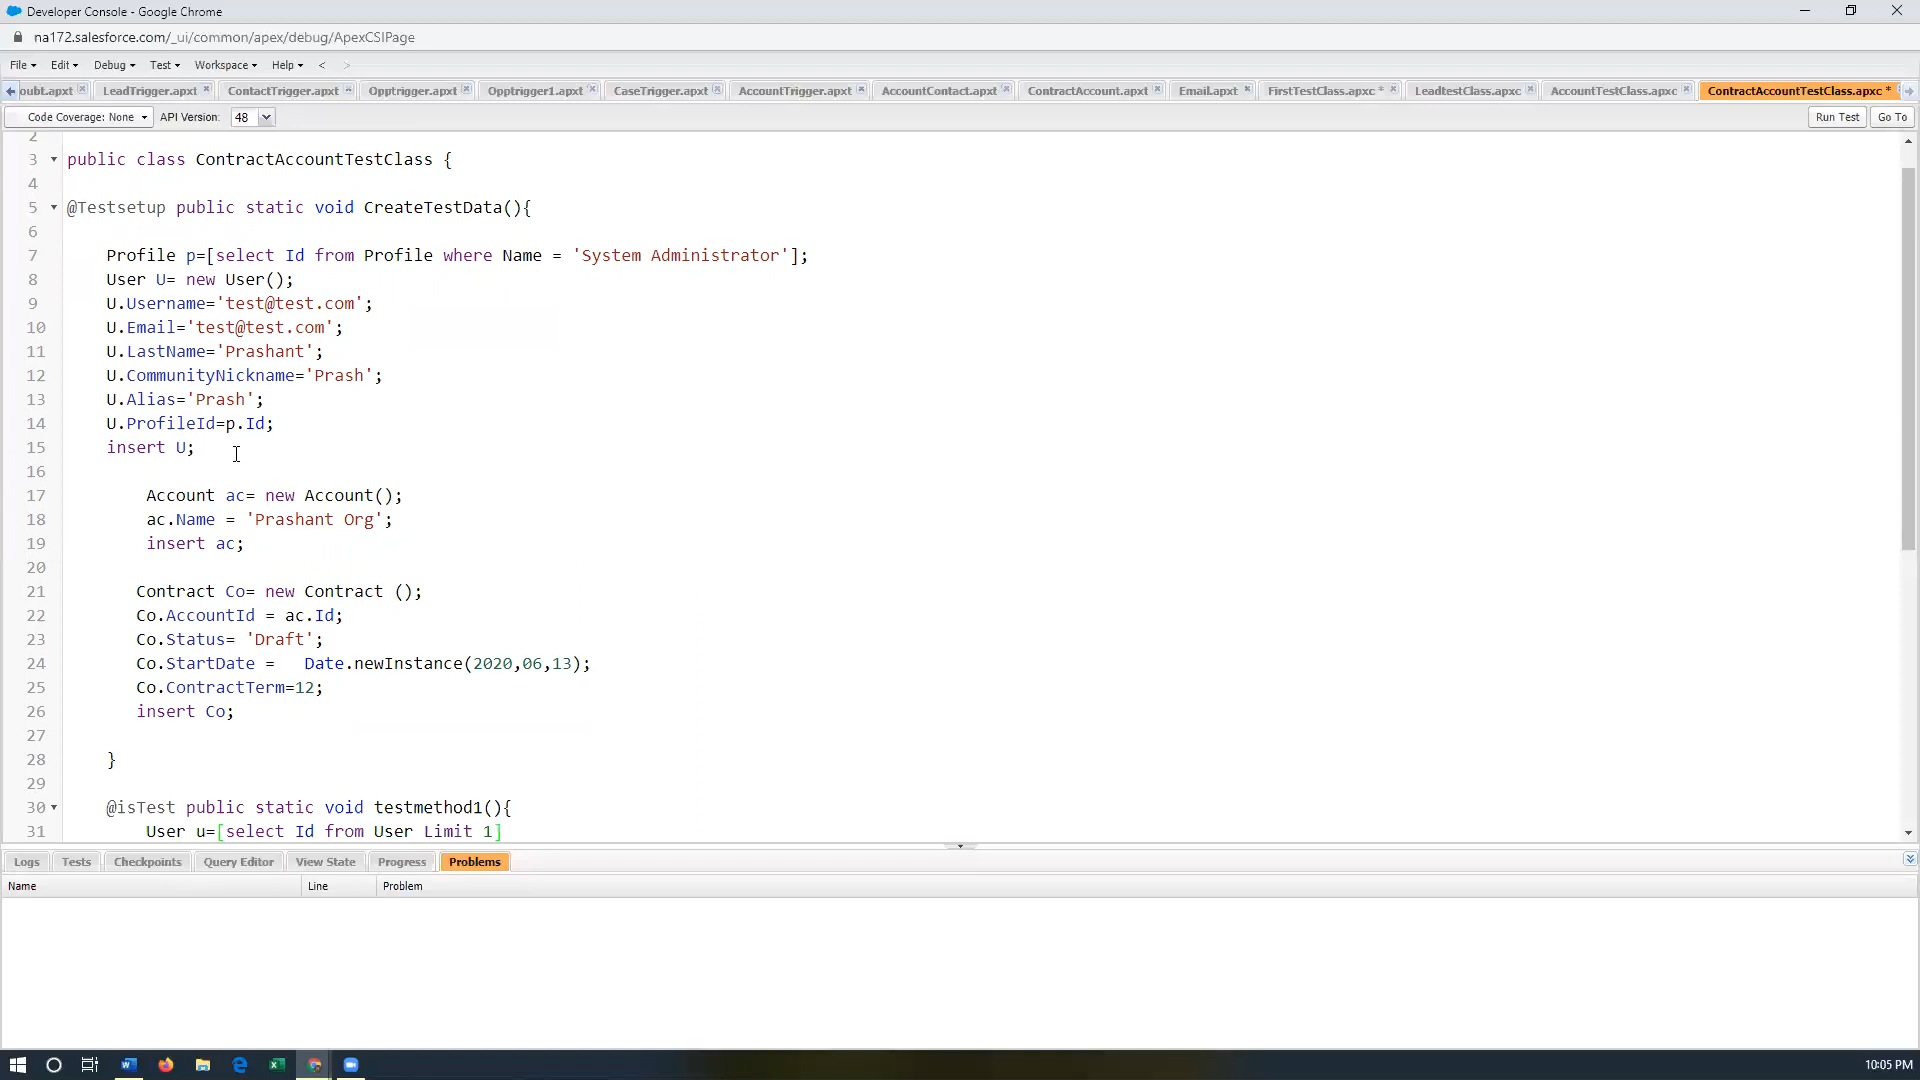 Developer Console - Google Chrome
na172.salesforce.com/_ui/common/apex/debug/ApexCSIPage
File Edit Debug Test Workspace Help < >
oubt.apxt LeadTrigger.apxt ContactTrigger.apxt Opptrigger.apxt Opptrigger1.apxt CaseTrigger.apxt AccountTrigger.apxt AccountContact.apxt ContractAccount.apxt Email.apxt FirstTestClass.apxc * LeadtestClass.apxc AccountTestClass.apxc ContractAccountTestClass.apxc *
Code Coverage: None API Version: 48 Run Test Go To
2
3 public class ContractAccountTestClass {
4
5 @Testsetup public static void CreateTestData(){
6
7 Profile p=[select Id from Profile where Name = 'System Administrator'];
8 User U= new User();
9 U.Username='test@test.com';
10 U.Email='test@test.com';
11 U.LastName='Prashant';
12 U.CommunityNickname='Prash';
13 U.Alias='Prash';
14 U.ProfileId=p.Id;
15 insert U;
16
17 Account ac= new Account();
18 ac.Name = 'Prashant Org';
19 insert ac;
20
21 Contract Co= new Contract ();
22 Co.AccountId = ac.Id;
23 Co.Status= 'Draft';
24 Co.StartDate =   Date.newInstance(2020,06,13);
25 Co.ContractTerm=12;
26 insert Co;
27
28 }
29
30 @isTest public static void testmethod1(){
31 User u=[select Id from User Limit 1]
Logs Tests Checkpoints Query Editor View State Progress Problems
Name Line Problem
10:05 PM